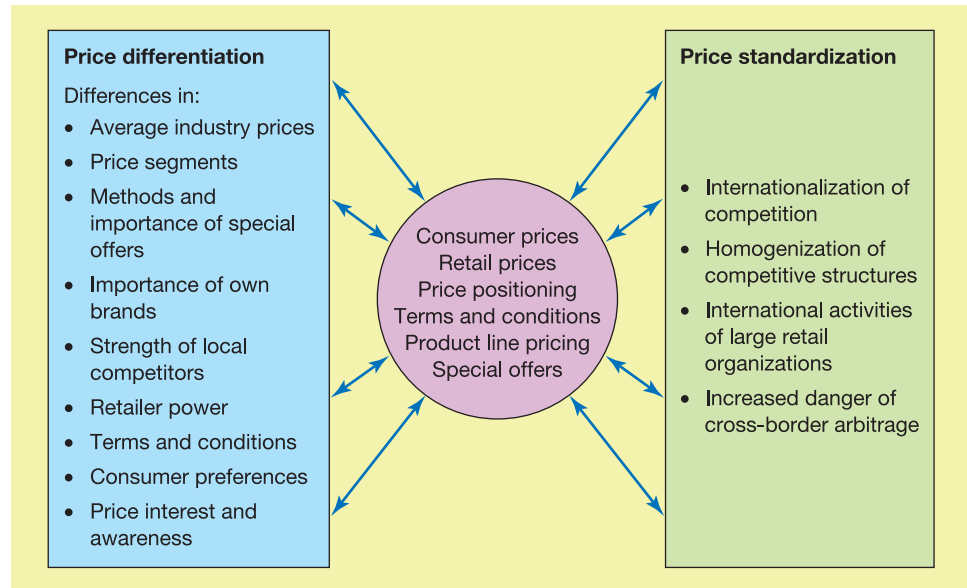 Price differentiation
Differences in:
• Average industry prices
• Price segments
• Methods and
importance of special
offers
• Importance of own
brands
• Strength of local
competitors
• Retailer power
• Terms and conditions
• Consumer preferences
• Price interest and
awareness
Consumer prices
Retail prices
Price positioning
Terms and conditions
Product line pricing
Special offers
Price standardization
• Internationalization of
competition
• Homogenization of
competitive structures
• International activities
of large retail
organizations
• Increased danger of
cross-border arbitrage